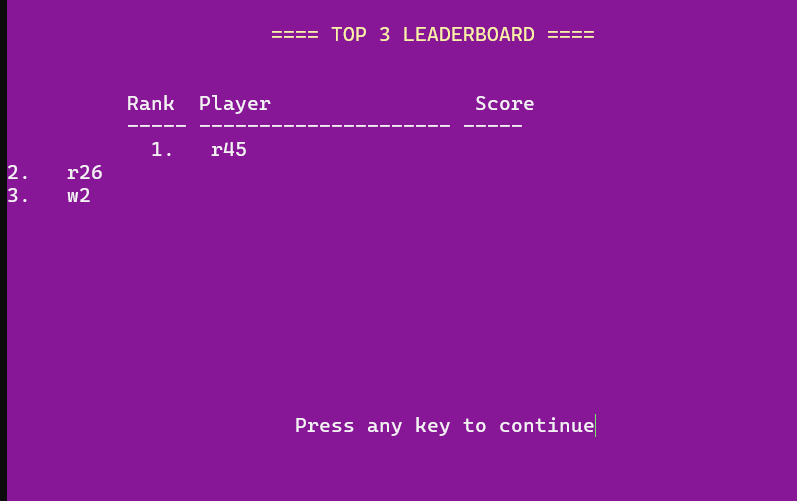 ==== TOP 3 LEADERBOARD ====
Rank  Player                 Score
----- --------------------- -----
1.   r45
2.   r26
3.   w2
Press any key to continue